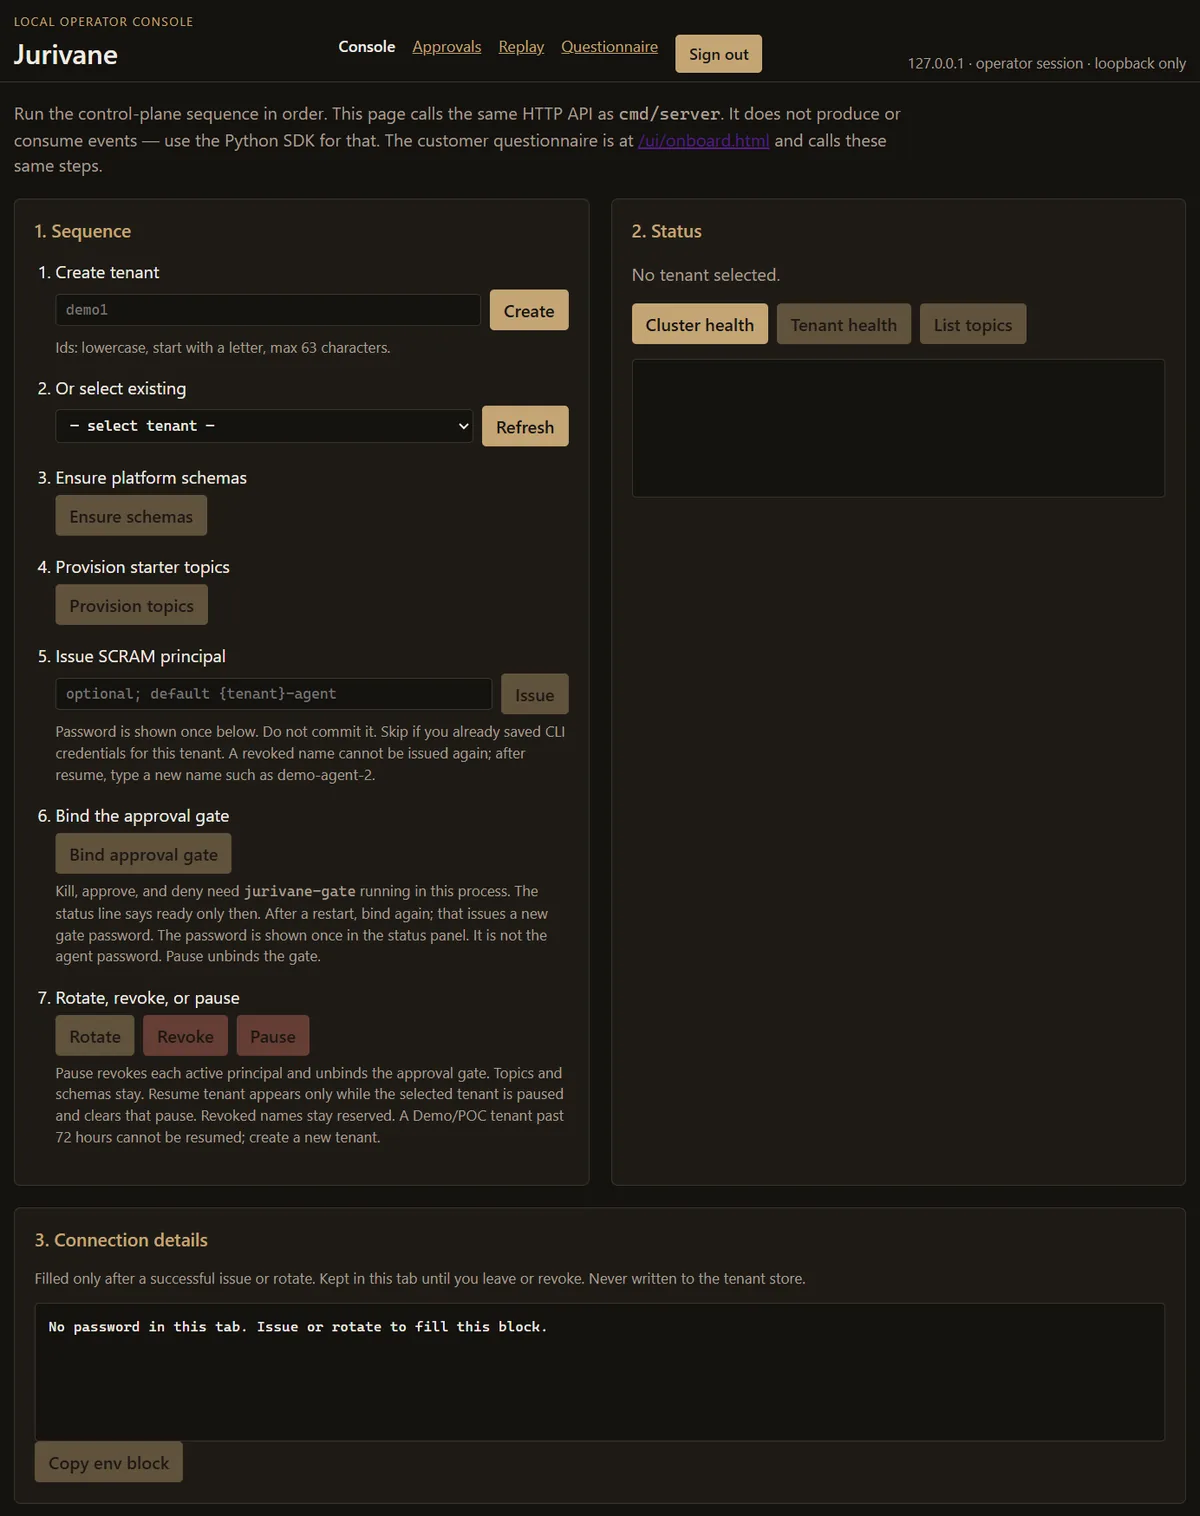 LOCAL OPERATOR CONSOLE
Jurivane
Console Approvals Replay Questionnaire Sign out
127.0.0.1 · operator session · loopback only
Run the control-plane sequence in order. This page calls the same HTTP API as cmd/server. It does not produce or
consume events — use the Python SDK for that. The customer questionnaire is at /ui/onboard.html and calls these
same steps.
1. Sequence
1. Create tenant
demo1
Create
Ids: lowercase, start with a letter, max 63 characters.
2. Or select existing
— select tenant —
Refresh
3. Ensure platform schemas
Ensure schemas
4. Provision starter topics
Provision topics
5. Issue SCRAM principal
optional; default {tenant}-agent
Issue
Password is shown once below. Do not commit it. Skip if you already saved CLI
credentials for this tenant. A revoked name cannot be issued again; after
resume, type a new name such as demo-agent-2.
6. Bind the approval gate
Bind approval gate
Kill, approve, and deny need jurivane-gate running in this process. The
status line says ready only then. After a restart, bind again; that issues a new
gate password. The password is shown once in the status panel. It is not the
agent password. Pause unbinds the gate.
7. Rotate, revoke, or pause
Rotate Revoke Pause
Pause revokes each active principal and unbinds the approval gate. Topics and
schemas stay. Resume tenant appears only while the selected tenant is paused
and clears that pause. Revoked names stay reserved. A Demo/POC tenant past
72 hours cannot be resumed; create a new tenant.
2. Status
No tenant selected.
Cluster health Tenant health List topics
3. Connection details
Filled only after a successful issue or rotate. Kept in this tab until you leave or revoke. Never written to the tenant store.
No password in this tab. Issue or rotate to fill this block.
Copy env block